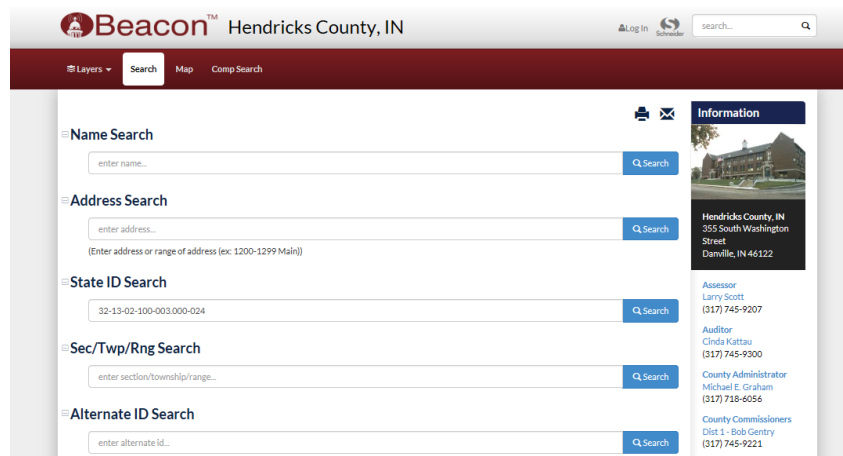 Beacon™ Hendricks County, IN
Log In
Schneider
search...
Layers
Search
Map
Comp Search
Name Search
enter name...
Search
Address Search
enter address...
Search
(Enter address or range of address (ex: 1200-1299 Main))
State ID Search
32-13-02-100-003.000-024
Search
Sec/Twp/Rng Search
enter section/township/range...
Search
Alternate ID Search
enter alternate id...
Search
Information
Hendricks County, IN
355 South Washington
Street
Danville, IN 46122
Assessor
Larry Scott
(317) 745-9207
Auditor
Cinda Kattau
(317) 745-9300
County Administrator
Michael E. Graham
(317) 718-6056
County Commissioners
Dist 1 - Bob Gentry
(317) 745-9221